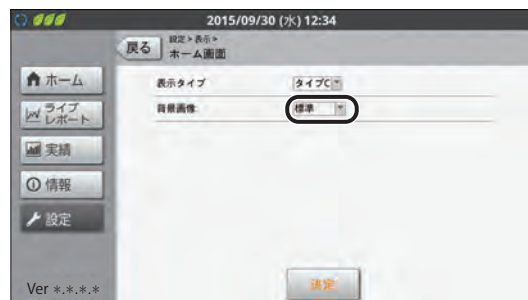 2015/09/30 (水) 12:34
戻る
設定>表示>
ホーム画面
ホーム
ライブ
レポート
実績
情報
設定
表示タイプ
タイプC
背景画像
標準
決定
Ver *.*.*.*